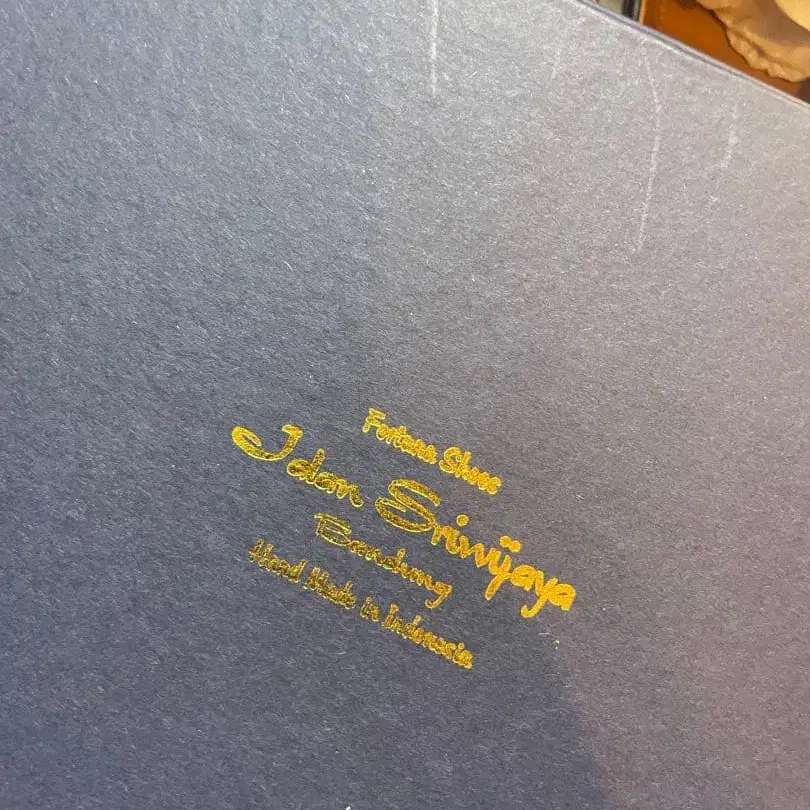 Fortuna Shoes
Jalan Sriwijaya
Bandung
Hand Made in Indonesia